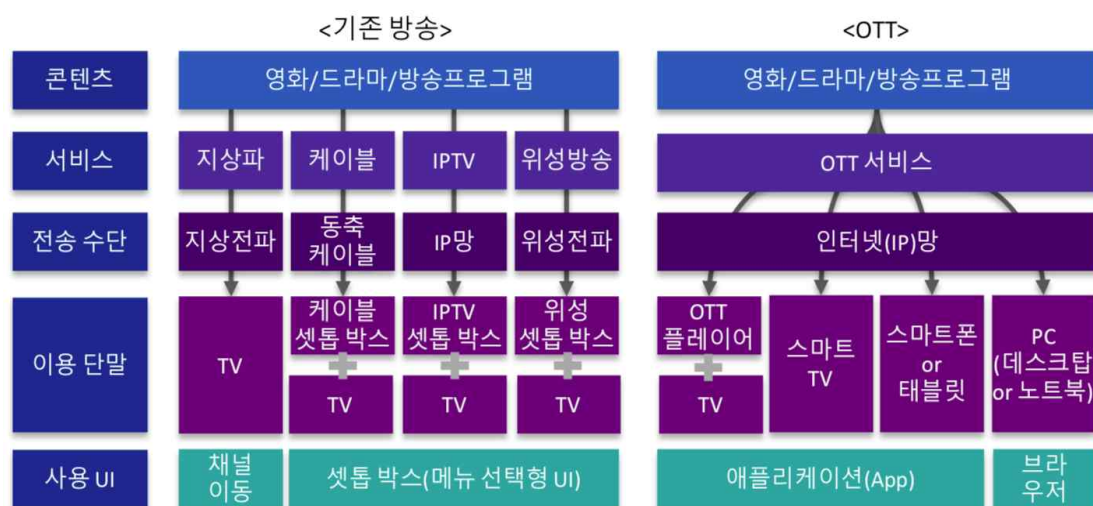 <기존 방송>
<OTT>
콘텐츠
영화/드라마/방송프로그램
영화/드라마/방송프로그램
서비스
지상파
케이블
IPTV
위성방송
OTT 서비스
전송 수단
지상전파
동축
케이블
IP망
위성전파
인터넷(IP)망
이용 단말
TV
케이블
셋톱 박스
TV
IPTV
셋톱 박스
TV
위성
셋톱 박스
TV
OTT
플레이어
TV
스마트
TV
스마트폰
or
태블릿
PC
(데스크탑
or 노트북)
사용 UI
채널
이동
셋톱 박스(메뉴 선택형 UI)
애플리케이션(App)
브라
우저